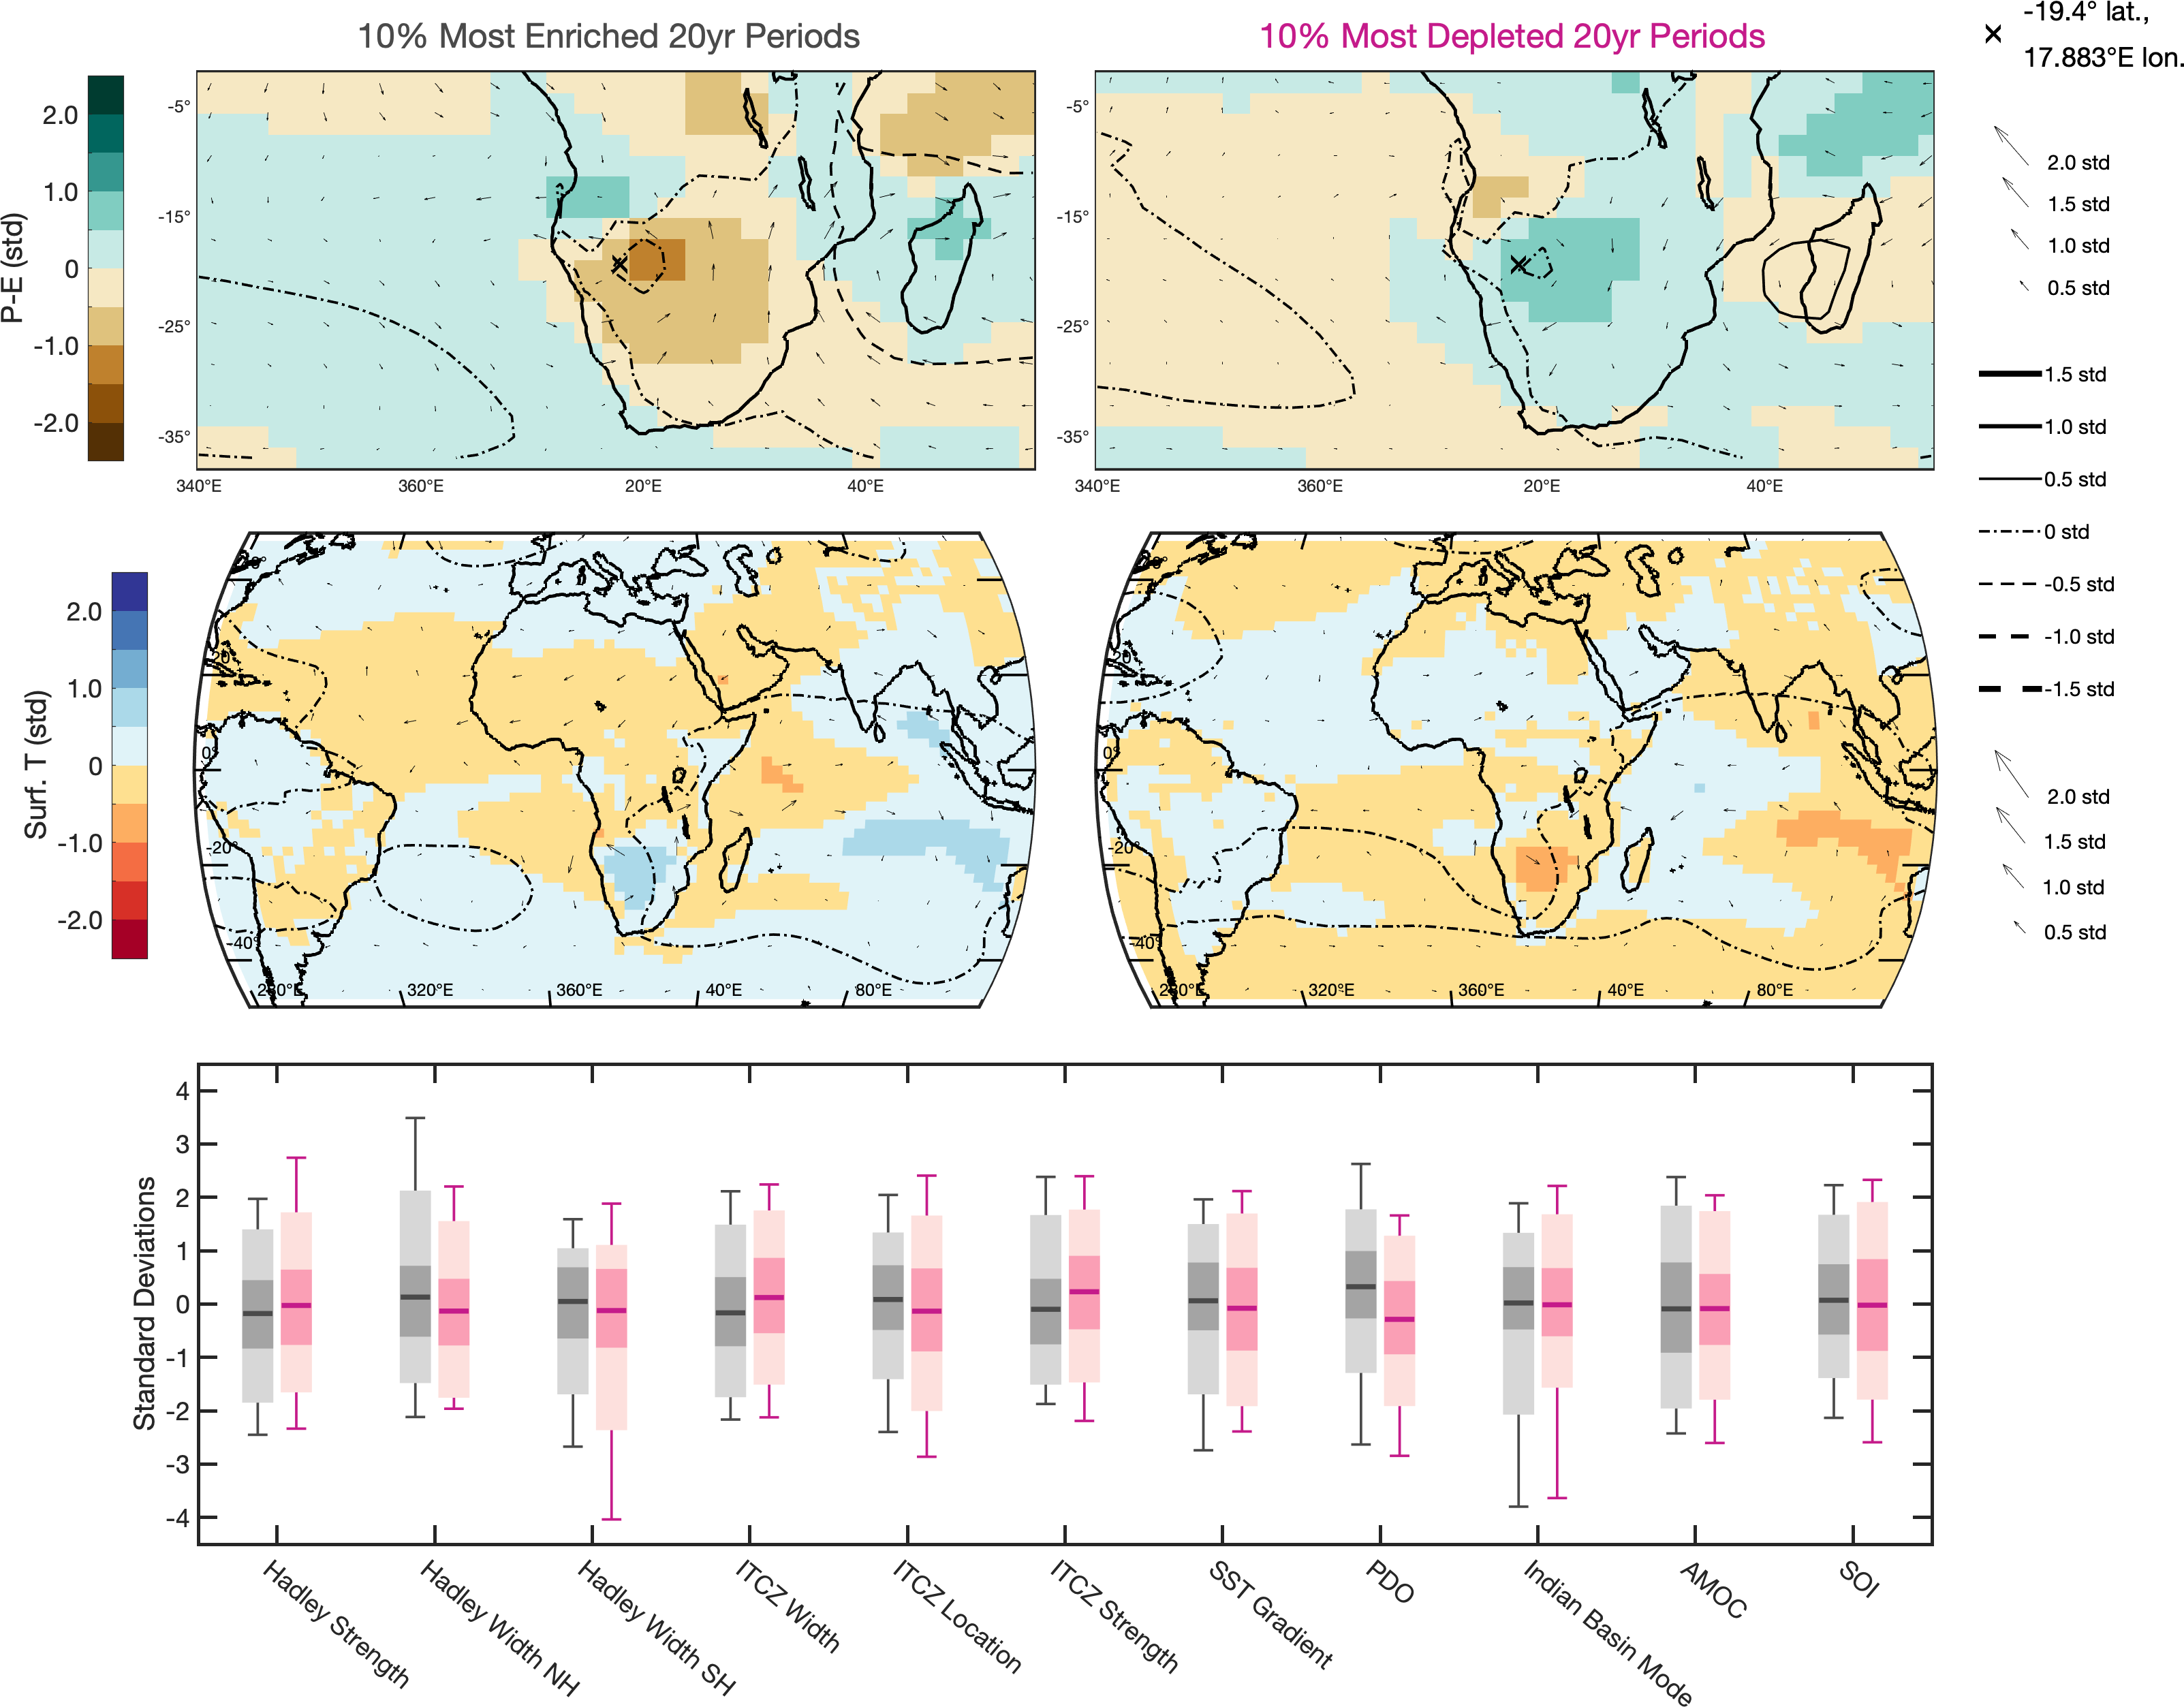 10% Most Enriched 20yr Periods
10% Most Depleted 20yr Periods
-19.4° lat.,
17.883°E lon.
P-E (std)
2.0
1.0
0
-1.0
-2.0
-5°
-15°
-25°
-35°
340°E
360°E
20°E
40°E
-5°
-15°
-25°
-35°
340°E
360°E
20°E
40°E
2.0 std
1.5 std
1.0 std
0.5 std
1.5 std
1.0 std
0.5 std
0 std
-0.5 std
-1.0 std
-1.5 std
Surf. T (std)
2.0
1.0
0
-1.0
-2.0
20°
0°
-20°
-40°
280°E
320°E
360°E
40°E
80°E
20°
0°
-20°
-40°
280°E
320°E
360°E
40°E
80°E
2.0 std
1.5 std
1.0 std
0.5 std
Standard Deviations
4
3
2
1
0
-1
-2
-3
-4
Hadley Strength
Hadley Width NH
Hadley Width SH
ITCZ Width
ITCZ Location
ITCZ Strength
SST Gradient
PDO
Indian Basin Mode
AMOC
SOI